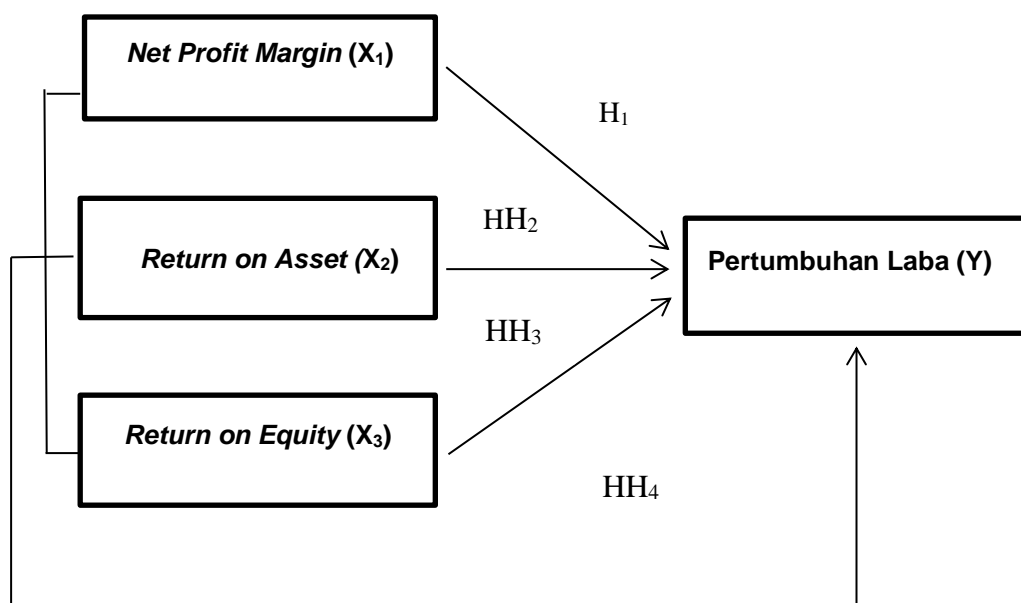 Net Profit Margin (X₁)
H₁
HH₂
Return on Asset (X₂)
Pertumbuhan Laba (Y)
HH₃
Return on Equity (X₃)
HH₄